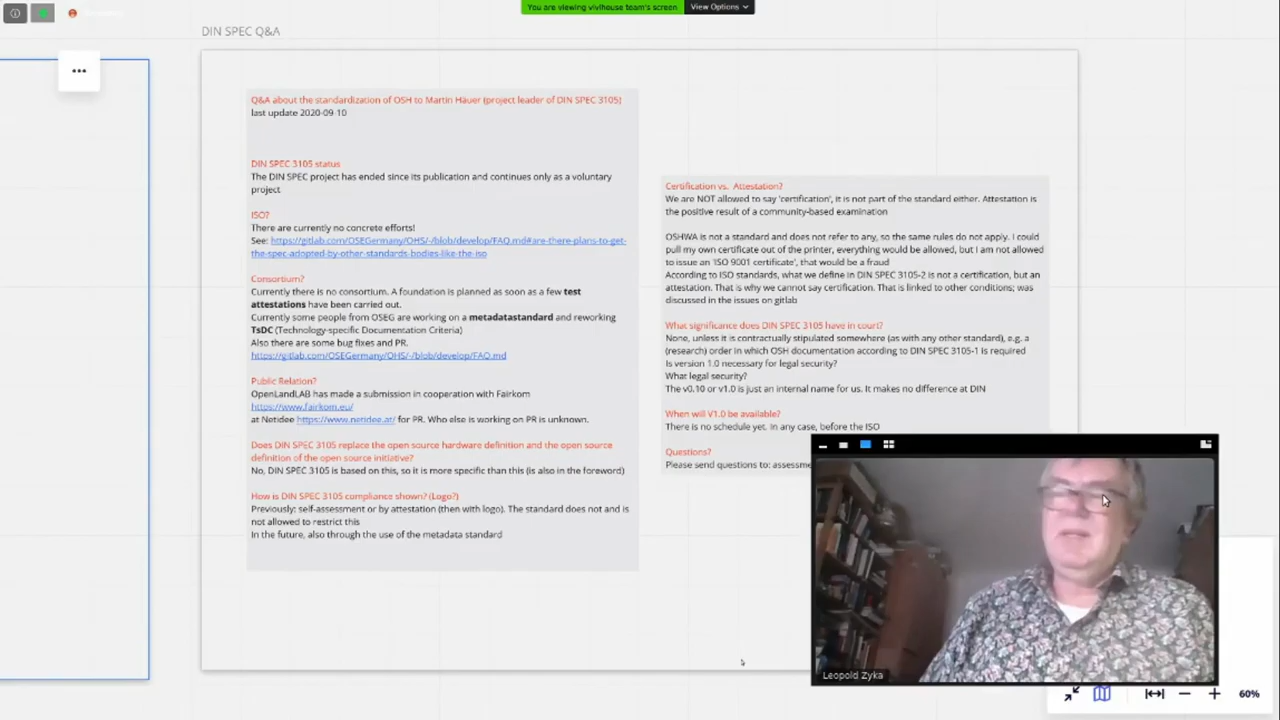 You are viewing vivihouse team's screen
View Options
DIN SPEC Q&A
Q&A about the standardization of OSH to Martin Häuer (project leader of DIN SPEC 3105)
last update 2020-09-10
DIN SPEC 3105 status
The DIN SPEC project has ended since its publication and continues only as a voluntary
project
ISO?
There are currently no concrete efforts!
See: https://gitlab.com/OSEGermany/OHS/-/blob/develop/FAQ.md#are-there-plans-to-get-
the-spec-adopted-by-other-standards-bodies-like-the-iso
Consortium?
Currently there is no consortium. A foundation is planned as soon as a few test
attestations have been carried out.
Currently some people from OSEG are working on a metadatastandard and reworking
TsDC (Technology-specific Documentation Criteria)
Also there are some bug fixes and PR.
https://gitlab.com/OSEGermany/OHS/-/blob/develop/FAQ.md
Public Relation?
OpenLandLAB has made a submission in cooperation with Fairkom
https://www.fairkom.eu/
at Netidee https://www.netidee.at/ for PR. Who else is working on PR is unknown.
Does DIN SPEC 3105 replace the open source hardware definition and the open source
definition of the open source initiative?
No, DIN SPEC 3105 is based on this, so it is more specific than this (is also in the foreword)
How is DIN SPEC 3105 compliance shown? (Logo?)
Previously: self-assessment or by attestation (then with logo). The standard does not and is
not allowed to restrict this
In the future, also through the use of the metadata standard
Certification vs. Attestation?
We are NOT allowed to say 'certification', it is not part of the standard either. Attestation is
the positive result of a community-based examination
OSHWA is not a standard and does not refer to any, so the same rules do not apply. I could
pull my own certificate out of the printer, everything would be allowed, but I am not allowed
to issue an 'ISO 9001 certificate', that would be a fraud
According to ISO standards, what we define in DIN SPEC 3105-2 is not a certification, but an
attestation. That is why we cannot say certification. That is linked to other conditions; was
discussed in the issues on gitlab
What significance does DIN SPEC 3105 have in court?
None, unless it is contractually stipulated somewhere (as with any other standard), e.g. a
(research) order in which OSH documentation according to DIN SPEC 3105-1 is required
Is version 1.0 necessary for legal security?
What legal security?
The v0.10 or v1.0 is just an internal name for us. It makes no difference at DIN
When will V1.0 be available?
There is no schedule yet. In any case, before the ISO
Questions?
Please send questions to: assessme
Leopold Zyka
60%